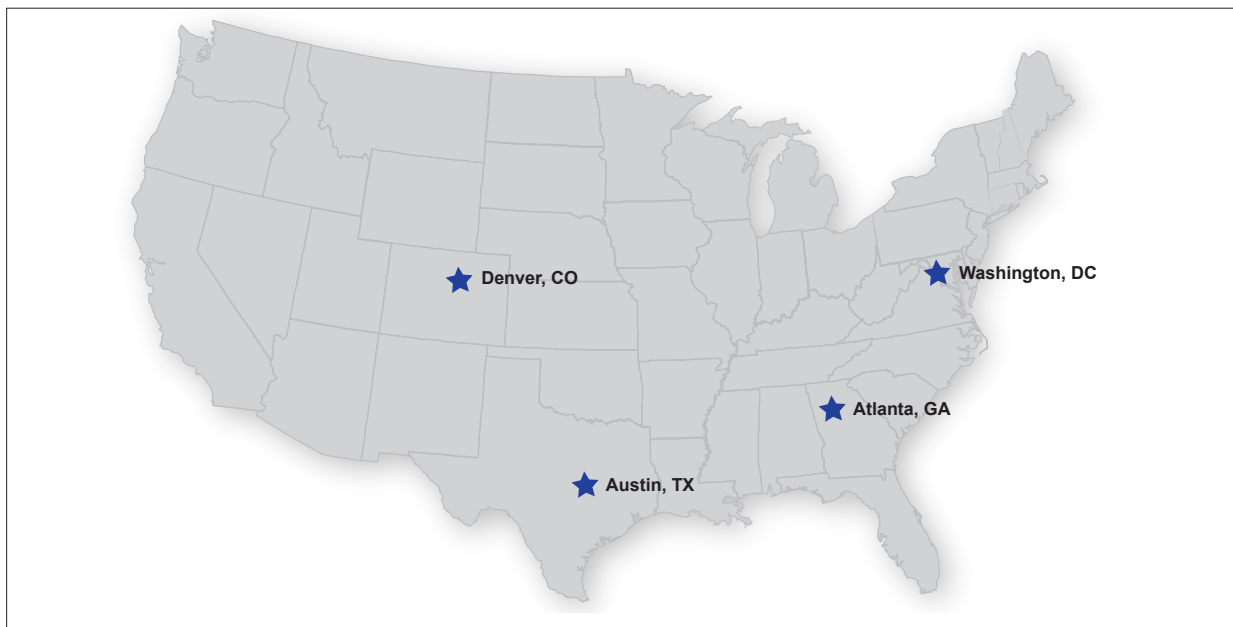 Denver, CO
Washington, DC
Atlanta, GA
Austin, TX